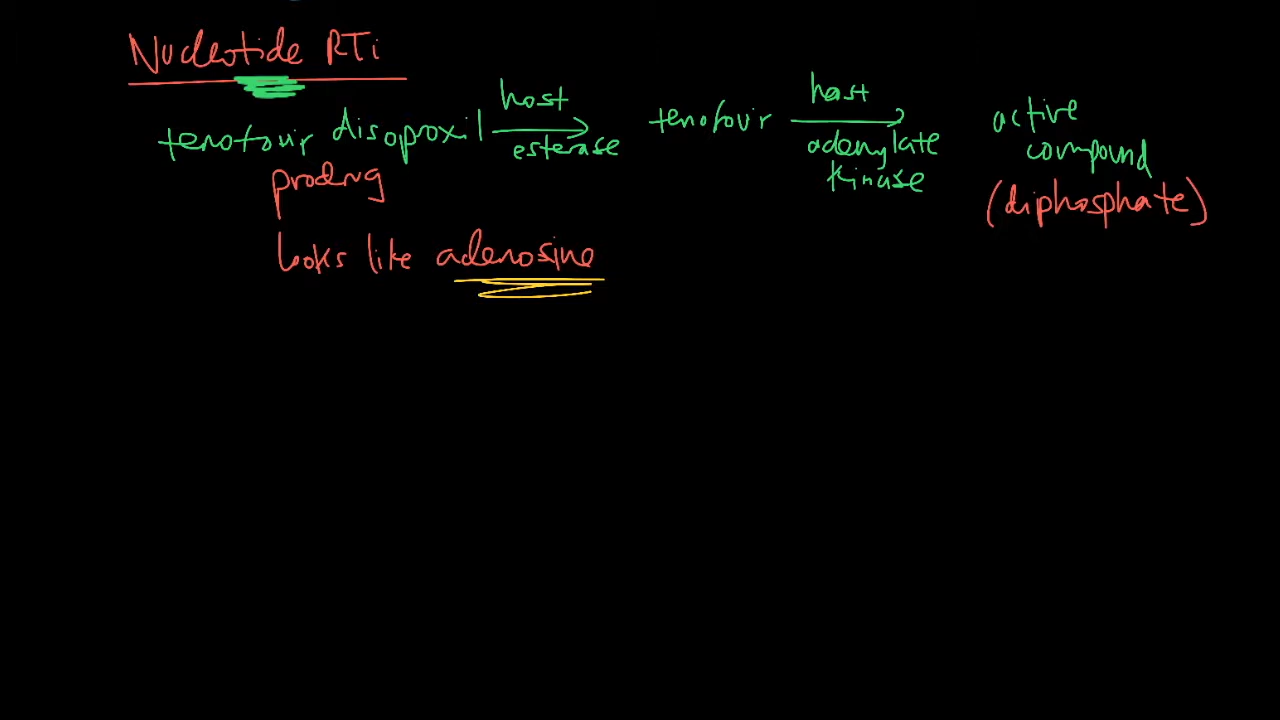 Nucleotide RTi
tenofovir disoproxil host esterase tenofovir host adenylate kinase active compound
prodrug (diphosphate)
looks like adenosine